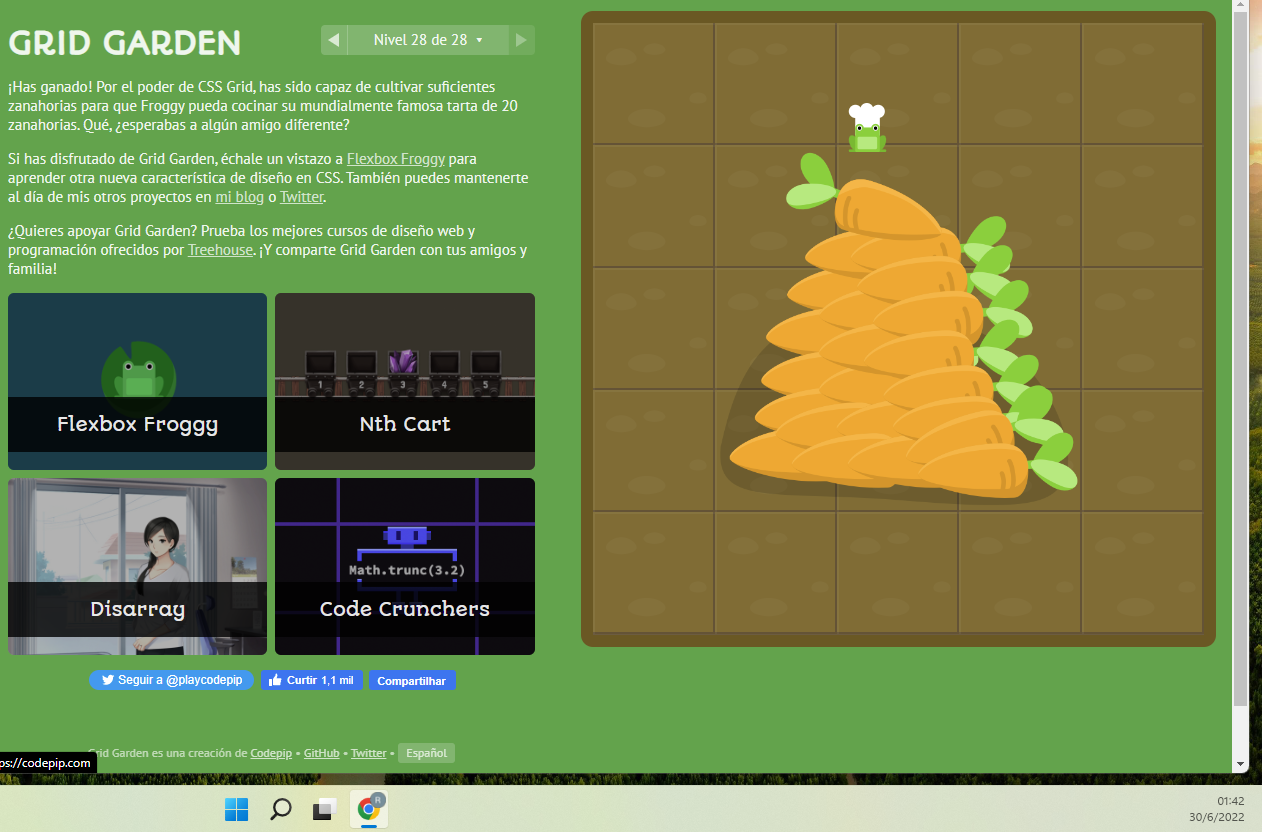 GRID GARDEN
Nivel 28 de 28
¡Has ganado! Por el poder de CSS Grid, has sido capaz de cultivar suficientes
zanahorias para que Froggy pueda cocinar su mundialmente famosa tarta de 20
zanahorias. Qué, ¿esperabas a algún amigo diferente?
Si has disfrutado de Grid Garden, échale un vistazo a Flexbox Froggy para
aprender otra nueva característica de diseño en CSS. También puedes mantenerte
al día de mis otros proyectos en mi blog o Twitter.
¿Quieres apoyar Grid Garden? Prueba los mejores cursos de diseño web y
programación ofrecidos por Treehouse. ¡Y comparte Grid Garden con tus amigos y
familia!
Flexbox Froggy
1 2 3 4 5
Nth Cart
Disarray
Math.trunc(3.2)
Code Crunchers
Seguir a @playcodepip
Curtir 1,1 mil
Compartilhar
Grid Garden es una creación de Codepip • GitHub • Twitter • Español
ps://codepip.com
R
01:42
30/6/2022